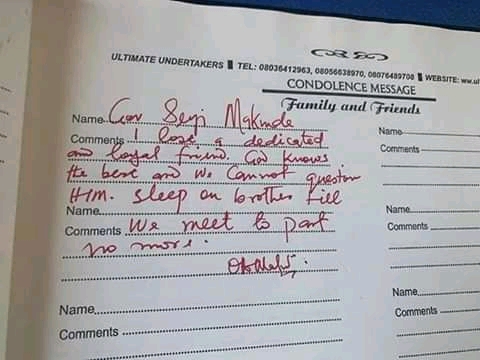 ULTIMATE UNDERTAKERS TEL: 08036412963, 08056638970, 08076489708 WEBSITE: ww.ul
CONDOLENCE MESSAGE
Family and Friends
Name Gov Seyi Makinde
Comments I lose a dedicated
and loyal friend. God knows
the best and we cannot question
HIM. Sleep on brother till
Name
Comments We meet to part
no more.
Name
Comments
Name
Comments
Name
Comments
Name
Comments